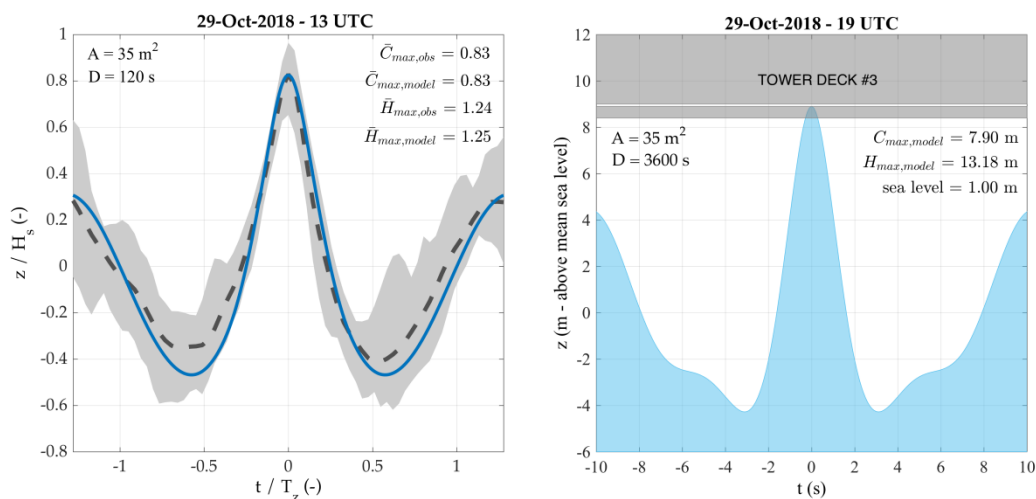 29-Oct-2018 - 13 UTC
A = 35 m²
D = 120 s
C̄max,obs = 0.83
C̄max,model = 0.83
H̄max,obs = 1.24
H̄max,model = 1.25
z / Hs (-)
1
0.8
0.6
0.4
0.2
0
-0.2
-0.4
-0.6
-0.8
-1 -0.5 0 0.5 1
t / Tz (-)
29-Oct-2018 - 19 UTC
TOWER DECK #3
A = 35 m²
D = 3600 s
Cmax,model = 7.90 m
Hmax,model = 13.18 m
sea level = 1.00 m
z (m - above mean sea level)
12
10
8
6
4
2
0
-2
-4
-6
-10 -8 -6 -4 -2 0 2 4 6 8 10
t (s)